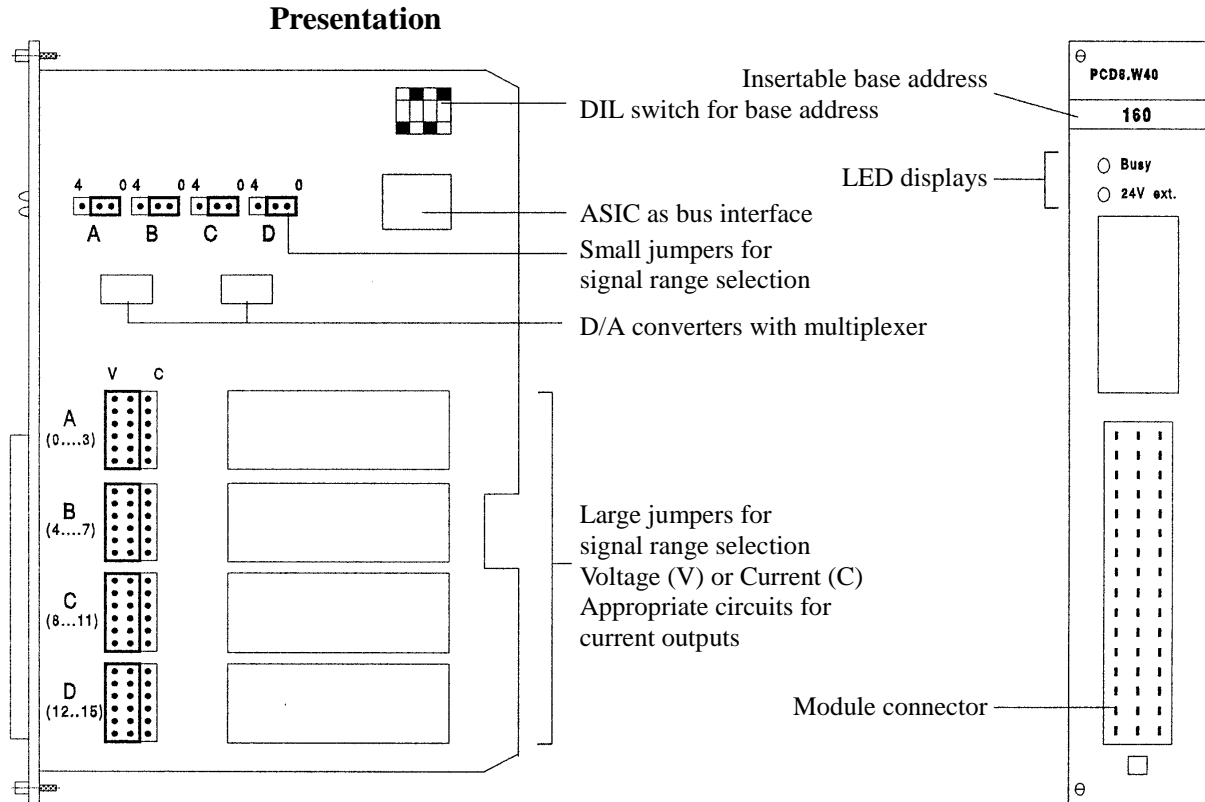 Presentation
PCD6.W40
Insertable base address
160
DIL switch for base address
LED displays
Busy
24V ext.
4 0 4 0 4 0 4 0
A B C D
ASIC as bus interface
Small jumpers for
signal range selection
D/A converters with multiplexer
V C
A
(0....3)
B
(4....7)
C
(8...11)
D
(12..15)
Large jumpers for
signal range selection
Voltage (V) or Current (C)
Appropriate circuits for
current outputs
Module connector